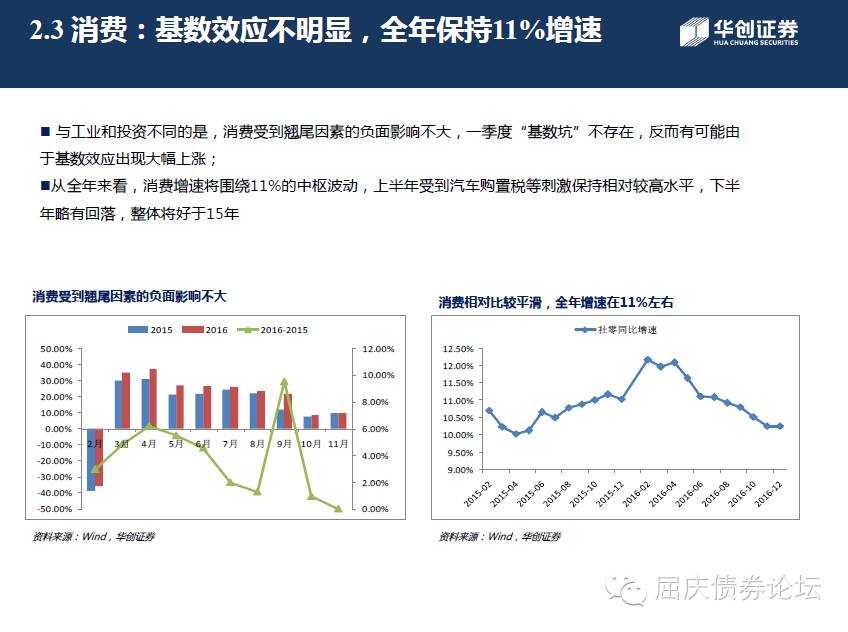 2.3 消费：基数效应不明显，全年保持11%增速
华创证券
HUA CHUANG SECURITIES
■ 与工业和投资不同的是，消费受到翘尾因素的负面影响不大，一季度“基数坑”不存在，反而有可能由
于基数效应出现大幅上涨；
■从全年来看，消费增速将围绕11%的中枢波动，上半年受到汽车购置税等刺激保持相对较高水平，下半
年略有回落，整体将好于15年
消费受到翘尾因素的负面影响不大
2015 2016 2016-2015
50.00% 12.00%
40.00% 10.00%
30.00%
20.00% 8.00%
10.00%
0.00% 6.00%
2月 3月 4月 5月 6月 7月 8月 9月 10月 11月
-10.00%
-20.00% 4.00%
-30.00%
-40.00% 2.00%
-50.00% 0.00%
资料来源：Wind，华创证券
消费相对比较平滑，全年增速在11%左右
社零同比增速
12.50%
12.00%
11.50%
11.00%
10.50%
10.00%
9.50%
9.00%
2015-02 2015-04 2015-06 2015-08 2015-10 2015-12 2016-02 2016-04 2016-06 2016-08 2016-10 2016-12
资料来源：Wind，华创证券
屈庆债券论坛